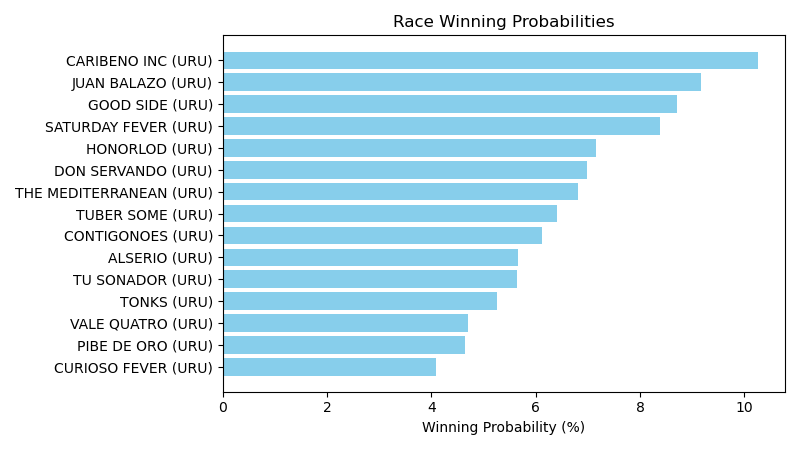 Race Winning Probabilities
CARIBENO INC (URU)
JUAN BALAZO (URU)
GOOD SIDE (URU)
SATURDAY FEVER (URU)
HONORLOD (URU)
DON SERVANDO (URU)
THE MEDITERRANEAN (URU)
TUBER SOME (URU)
CONTIGONOES (URU)
ALSERIO (URU)
TU SONADOR (URU)
TONKS (URU)
VALE QUATRO (URU)
PIBE DE ORO (URU)
CURIOSO FEVER (URU)
0 2 4 6 8 10
Winning Probability (%)